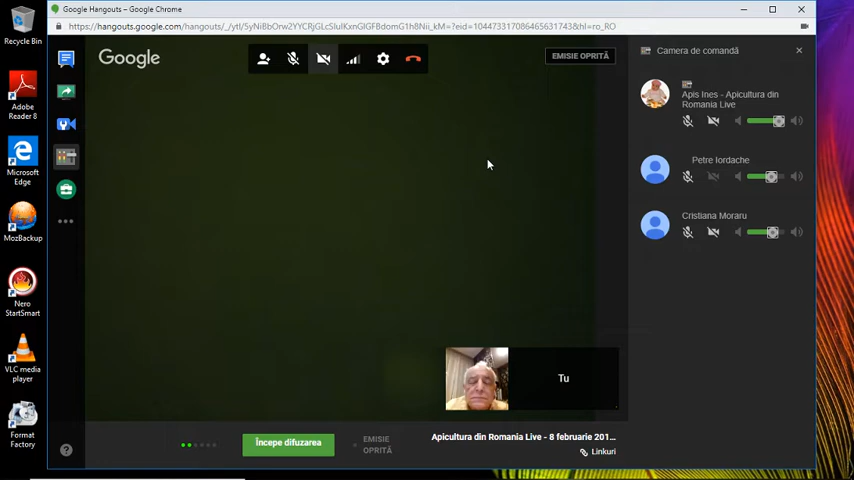 Google Hangouts – Google Chrome
https://hangouts.google.com/hangouts/_/ytl/5yNiBbOrw2YYCRjGLcSIulKxnGlGFBdomG1h8Nii_kM=?eid=104473317086465631743&hl=ro_RO
Recycle Bin
Adobe
Reader 8
Microsoft
Edge
MozBackup
Nero
StartSmart
VLC media
player
Format
Factory
Google
EMISIE OPRITĂ
Camera de comandă
Apis Ines - Apicultura din
Romania Live
Petre Iordache
Cristiana Moraru
Tu
Începe difuzarea
EMISIE
OPRITĂ
Apicultura din Romania Live - 8 februarie 201...
Linkuri